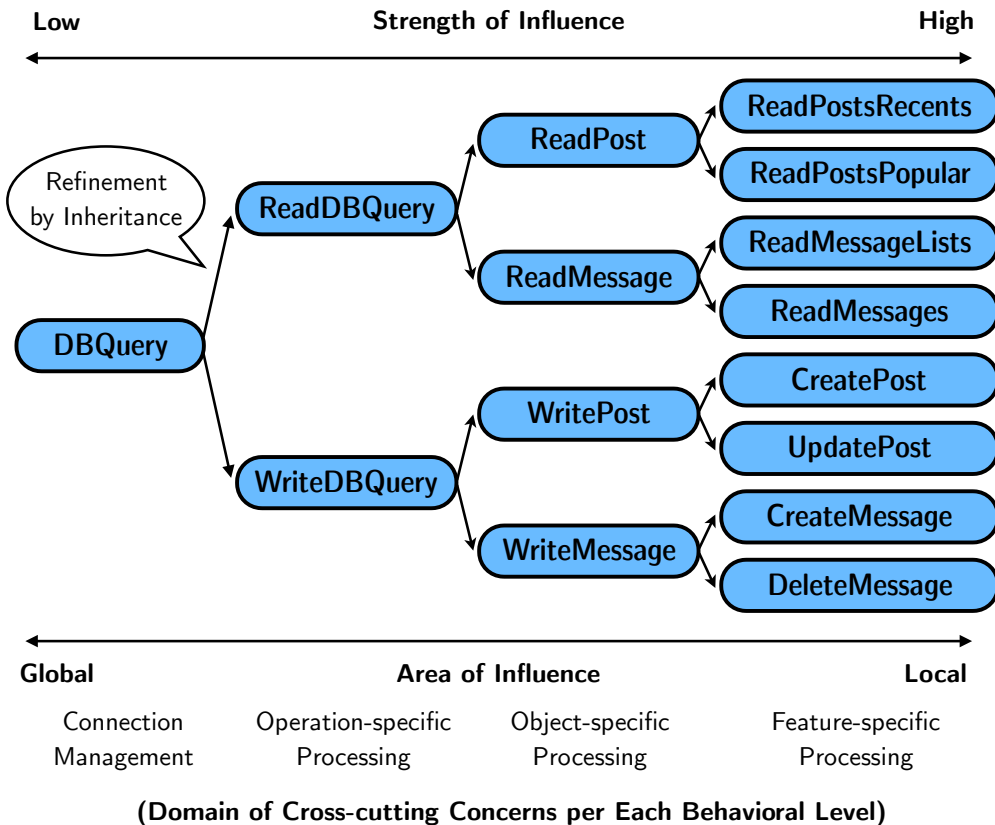 Low Strength of Influence High
ReadPostsRecents
ReadPost
ReadPostsPopular
Refinement
by Inheritance
ReadDBQuery
ReadMessageLists
ReadMessage
ReadMessages
DBQuery
CreatePost
WritePost
UpdatePost
WriteDBQuery
CreateMessage
WriteMessage
DeleteMessage
Global Area of Influence Local
Connection Operation-specific Object-specific Feature-specific
Management Processing Processing Processing
(Domain of Cross-cutting Concerns per Each Behavioral Level)